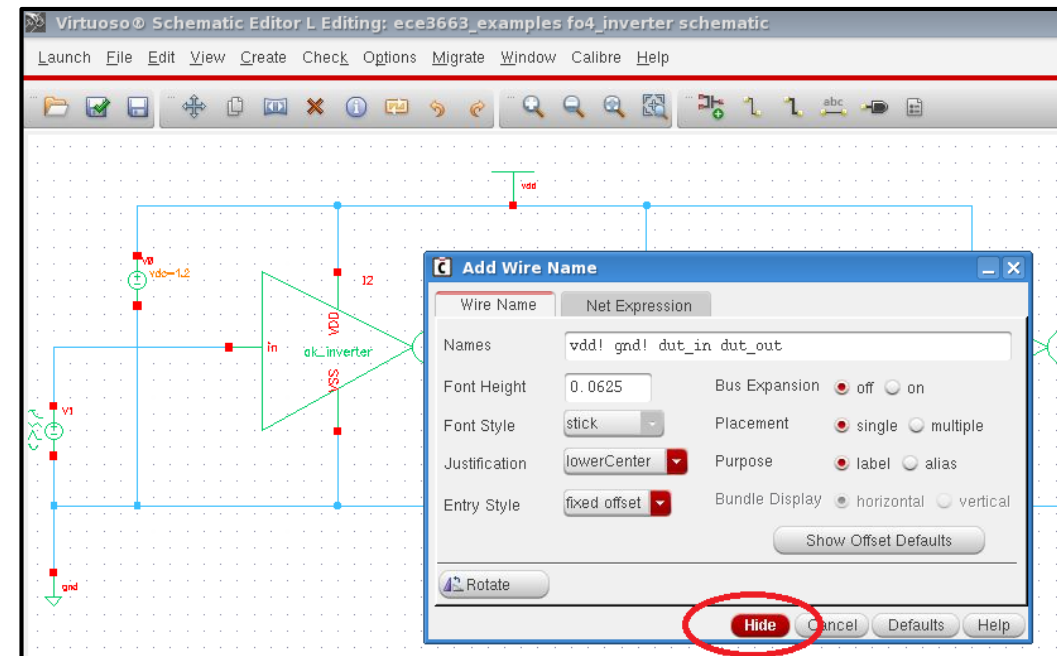 Virtuoso® Schematic Editor L Editing: ece3663_examples fo4_inverter schematic
Launch File Edit View Create Check Options Migrate Window Calibre Help
abc
vdd
V0
vdc=1.2
I2
VDD
in
ak_inverter
VSS
V1
gnd
Add Wire Name
Wire Name Net Expression
Names vdd! gnd! dut_in dut_out
Font Height 0.0625 Bus Expansion off on
Font Style stick Placement single multiple
Justification lowerCenter Purpose label alias
Entry Style fixed offset Bundle Display horizontal vertical
Show Offset Defaults
Rotate
Hide Cancel Defaults Help